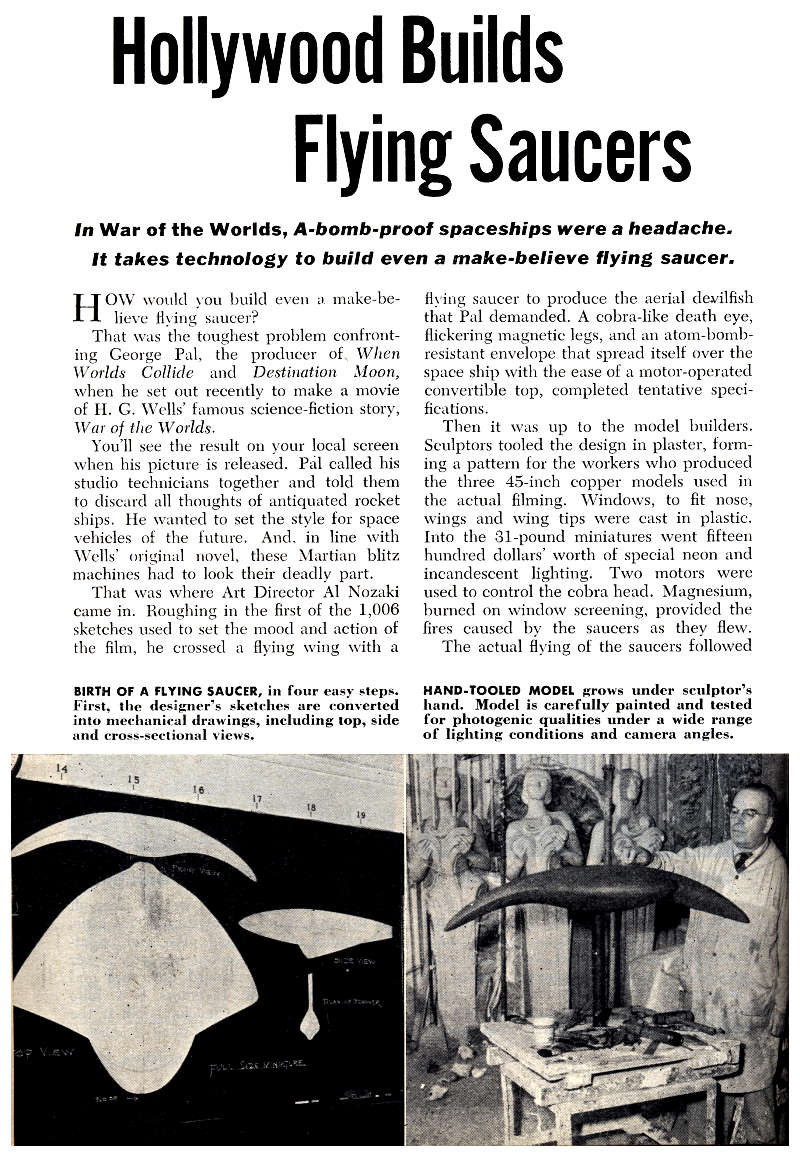 Hollywood Builds
Flying Saucers
In War of the Worlds, A-bomb-proof spaceships were a headache.
It takes technology to build even a make-believe flying saucer.
HOW would you build even a make-be-
lieve flying saucer?
That was the toughest problem confront-
ing George Pal, the producer of When
Worlds Collide and Destination Moon,
when he set out recently to make a movie
of H. G. Wells' famous science-fiction story,
War of the Worlds.
You'll see the result on your local screen
when his picture is released. Pal called his
studio technicians together and told them
to discard all thoughts of antiquated rocket
ships. He wanted to set the style for space
vehicles of the future. And, in line with
Wells' original novel, these Martian blitz
machines had to look their deadly part.
That was where Art Director Al Nozaki
came in. Roughing in the first of the 1,006
sketches used to set the mood and action of
the film, he crossed a flying wing with a
flying saucer to produce the aerial devilfish
that Pal demanded. A cobra-like death eye,
flickering magnetic legs, and an atom-bomb-
resistant envelope that spread itself over the
space ship with the ease of a motor-operated
convertible top, completed tentative speci-
fications.
Then it was up to the model builders.
Sculptors tooled the design in plaster, form-
ing a pattern for the workers who produced
the three 45-inch copper models used in
the actual filming. Windows, to fit nose,
wings and wing tips were cast in plastic.
Into the 31-pound miniatures went fifteen
hundred dollars' worth of special neon and
incandescent lighting. Two motors were
used to control the cobra head. Magnesium,
burned on window screening, provided the
fires caused by the saucers as they flew.
The actual flying of the saucers followed
BIRTH OF A FLYING SAUCER, in four easy steps.
First, the designer's sketches are converted
into mechanical drawings, including top, side
and cross-sectional views.
HAND-TOOLED MODEL grows under sculptor's
hand. Model is carefully painted and tested
for photogenic qualities under a wide range
of lighting conditions and camera angles.
14
15
16
17
18
19
VIEW
SIDE VIEW
TOP VIEW
FULL SIZE MINIATURE